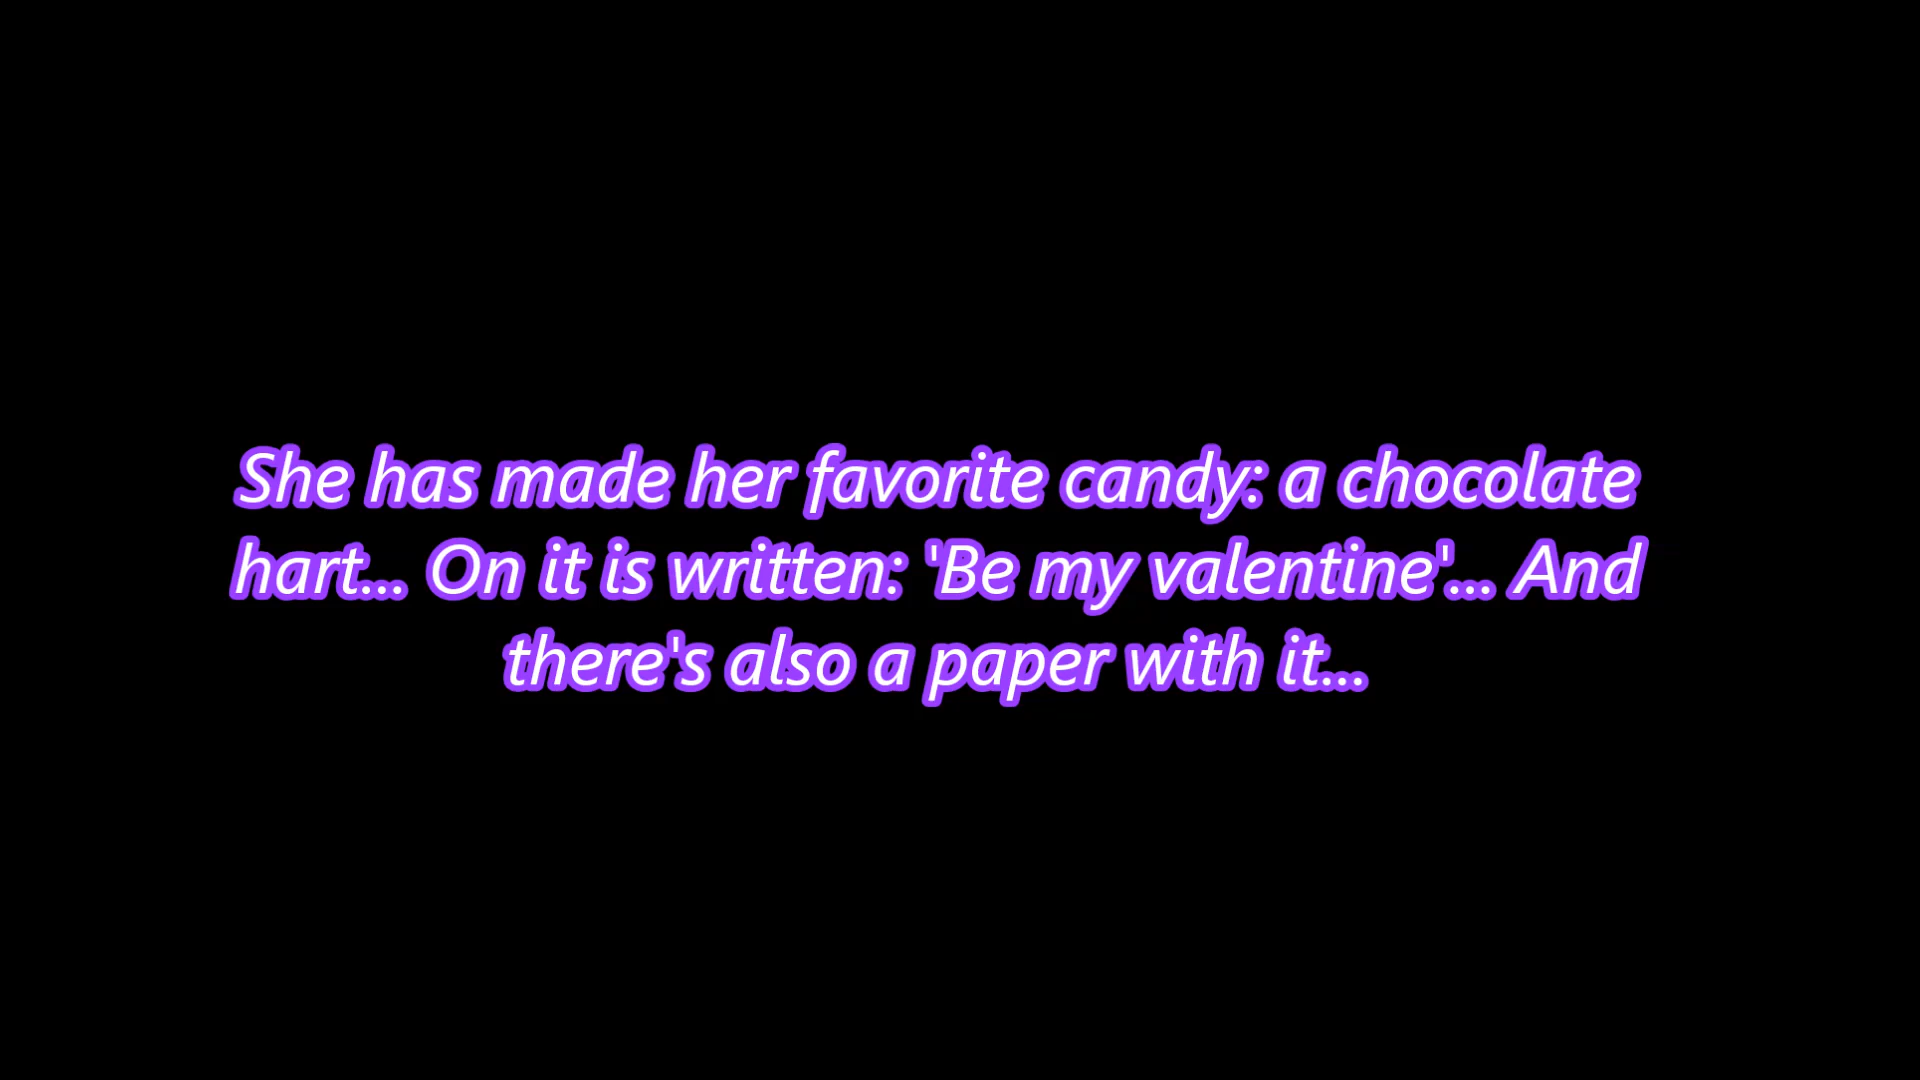 She has made her favorite candy: a chocolate
hart... On it is written: 'Be my valentine'... And
there's also a paper with it...